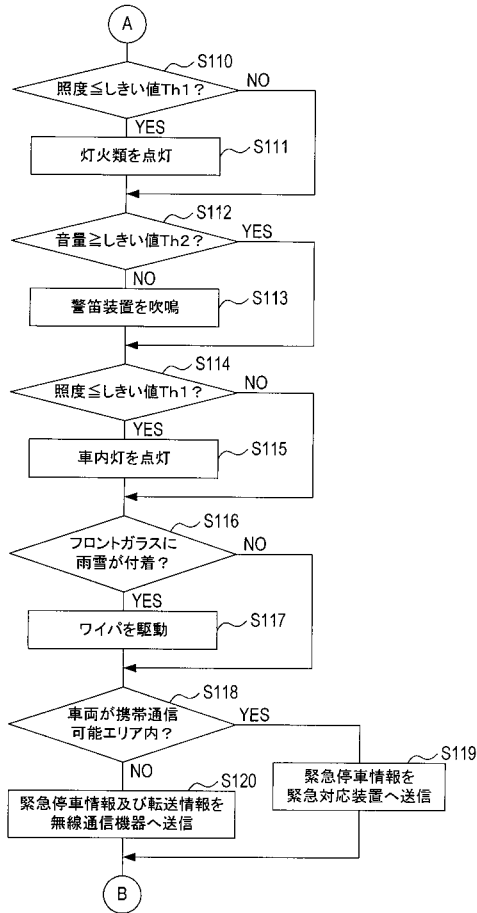 A
S110
照度≦しきい値Th1?
NO
YES
灯火類を点灯
S111
S112
音量≧しきい値Th2?
YES
NO
警笛装置を吹鳴
S113
S114
照度≦しきい値Th1?
NO
YES
車内灯を点灯
S115
S116
フロントガラスに
雨雪が付着?
NO
YES
ワイパを駆動
S117
S118
車両が携帯通信
可能エリア内?
YES
NO
S119
緊急停車情報を
緊急対応装置へ送信
S120
緊急停車情報及び転送情報を
無線通信機器へ送信
B